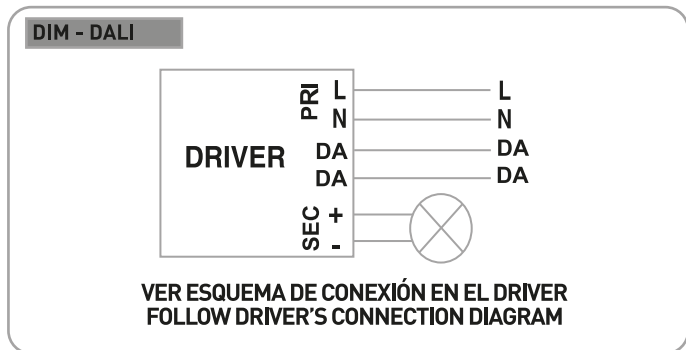 DIM - DALI
PRI
L L
N N
DRIVER
DA DA
DA DA
SEC
+
-
VER ESQUEMA DE CONEXIÓN EN EL DRIVER
FOLLOW DRIVER'S CONNECTION DIAGRAM